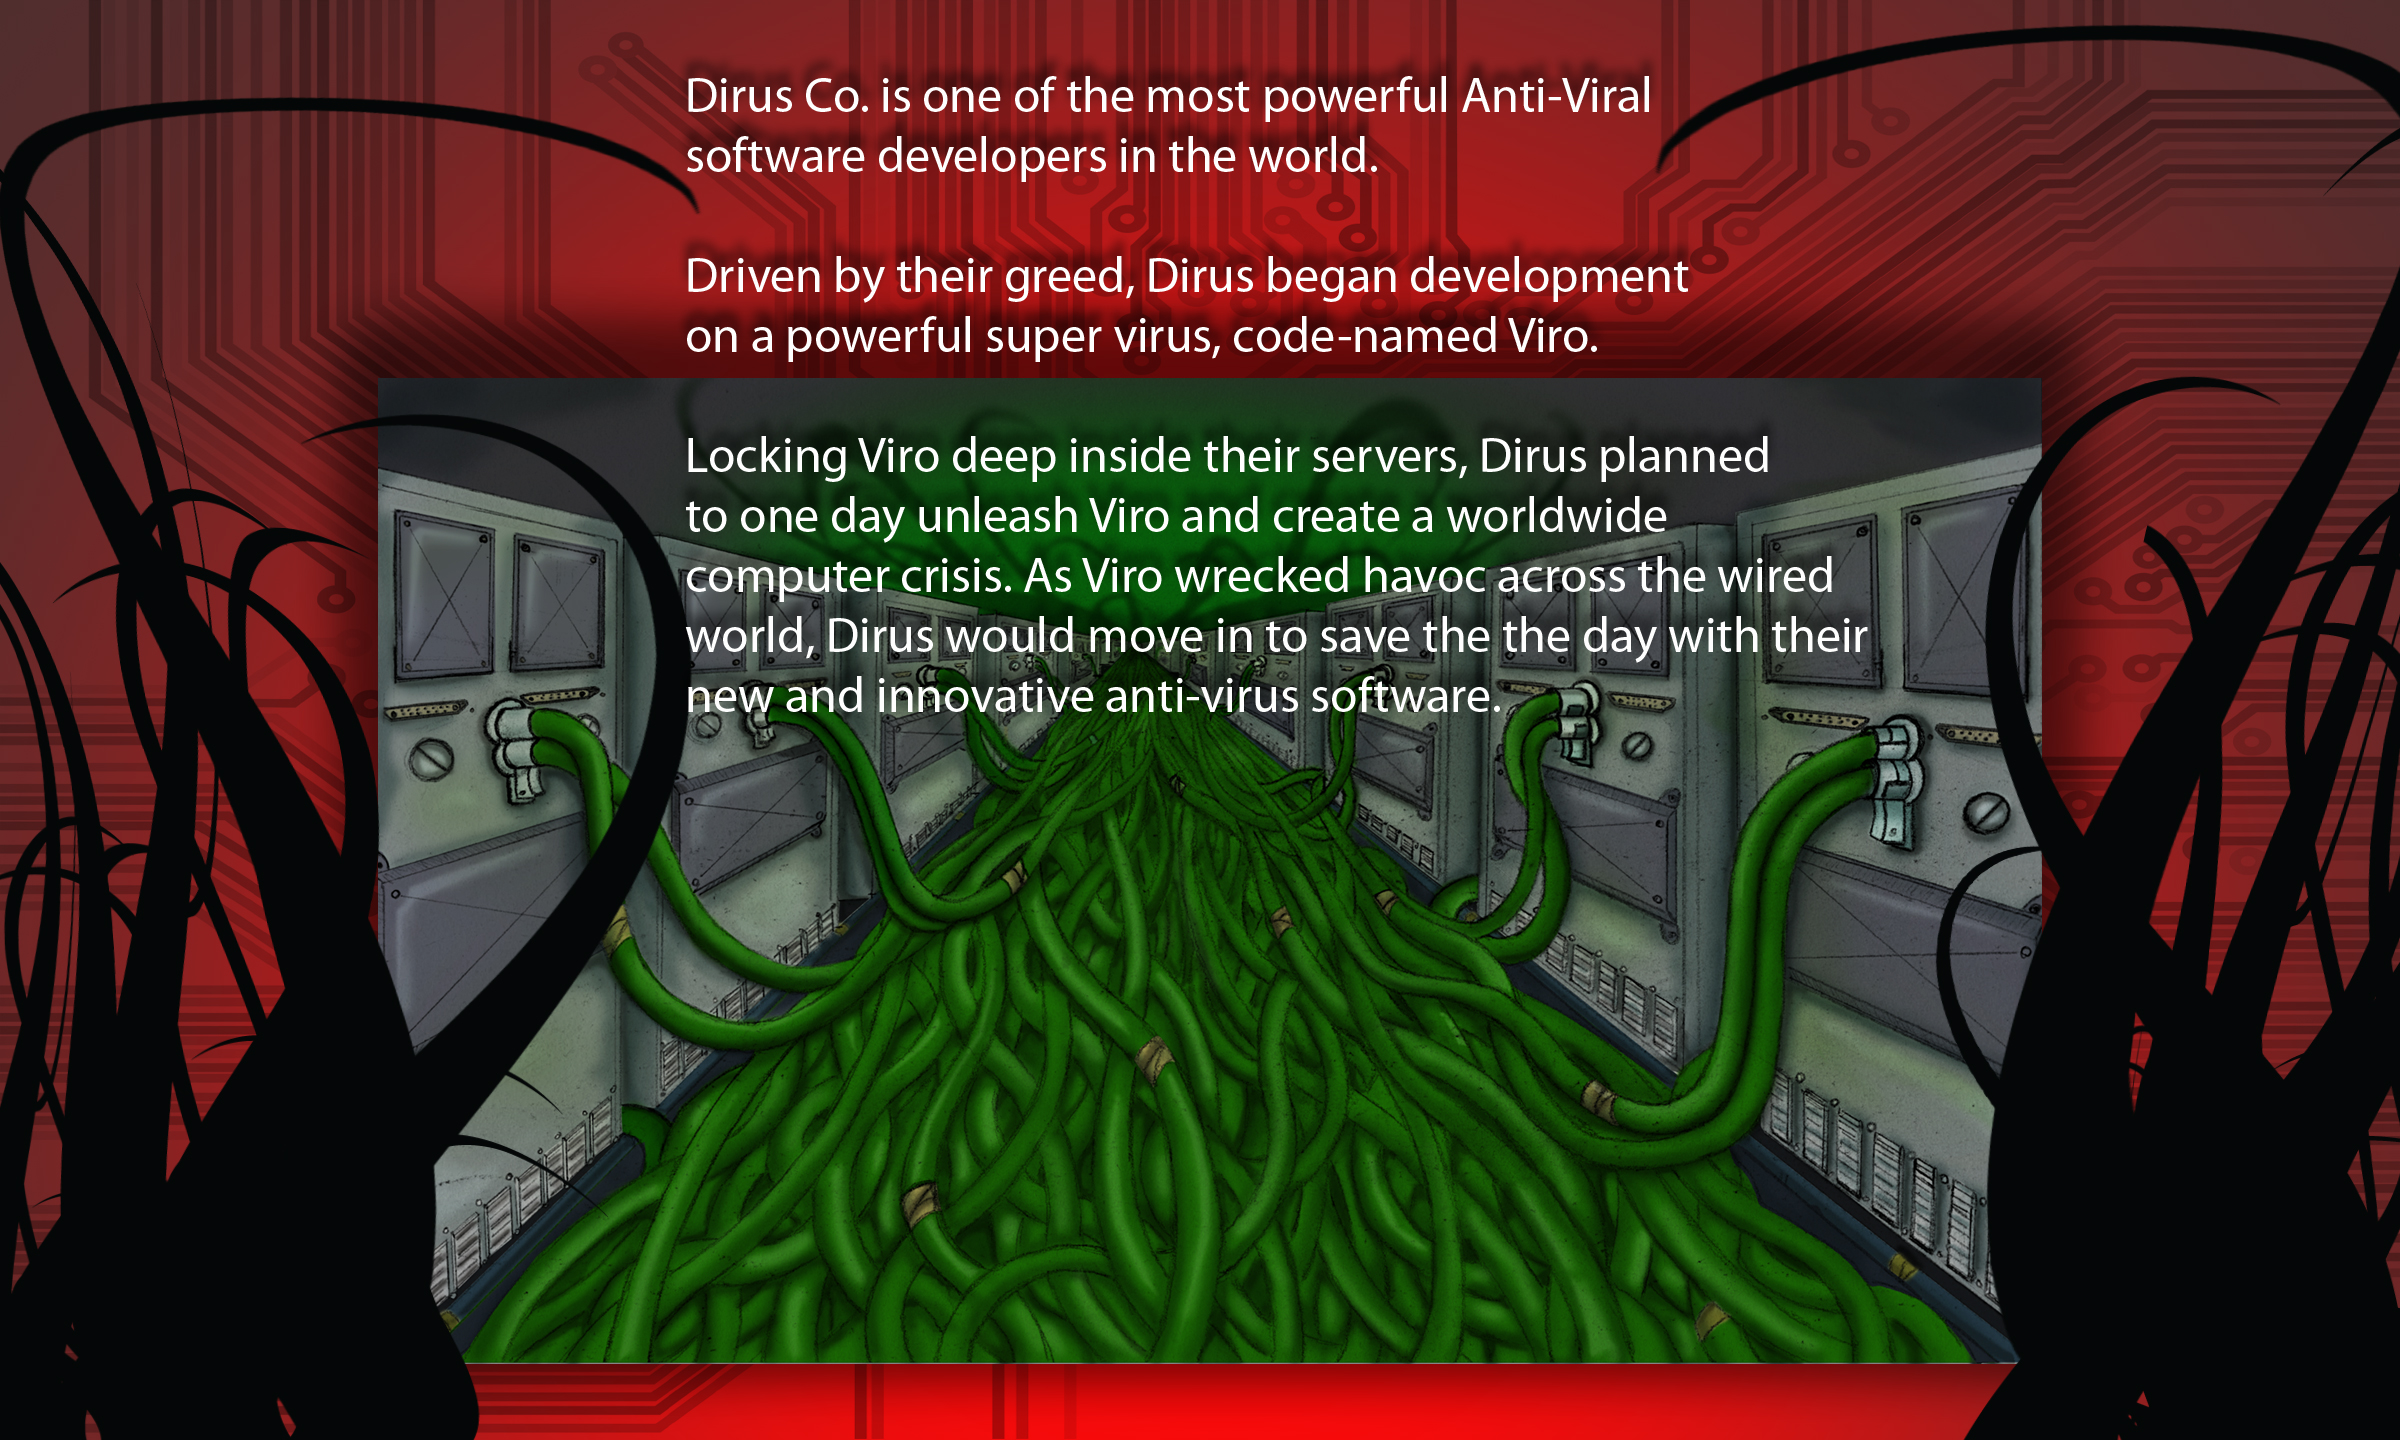 Dirus Co. is one of the most powerful Anti-Viral
software developers in the world.
Driven by their greed, Dirus began development
on a powerful super virus, code-named Viro.
Locking Viro deep inside their servers, Dirus planned
to one day unleash Viro and create a worldwide
computer crisis. As Viro wrecked havoc across the wired
world, Dirus would move in to save the the day with their
new and innovative anti-virus software.